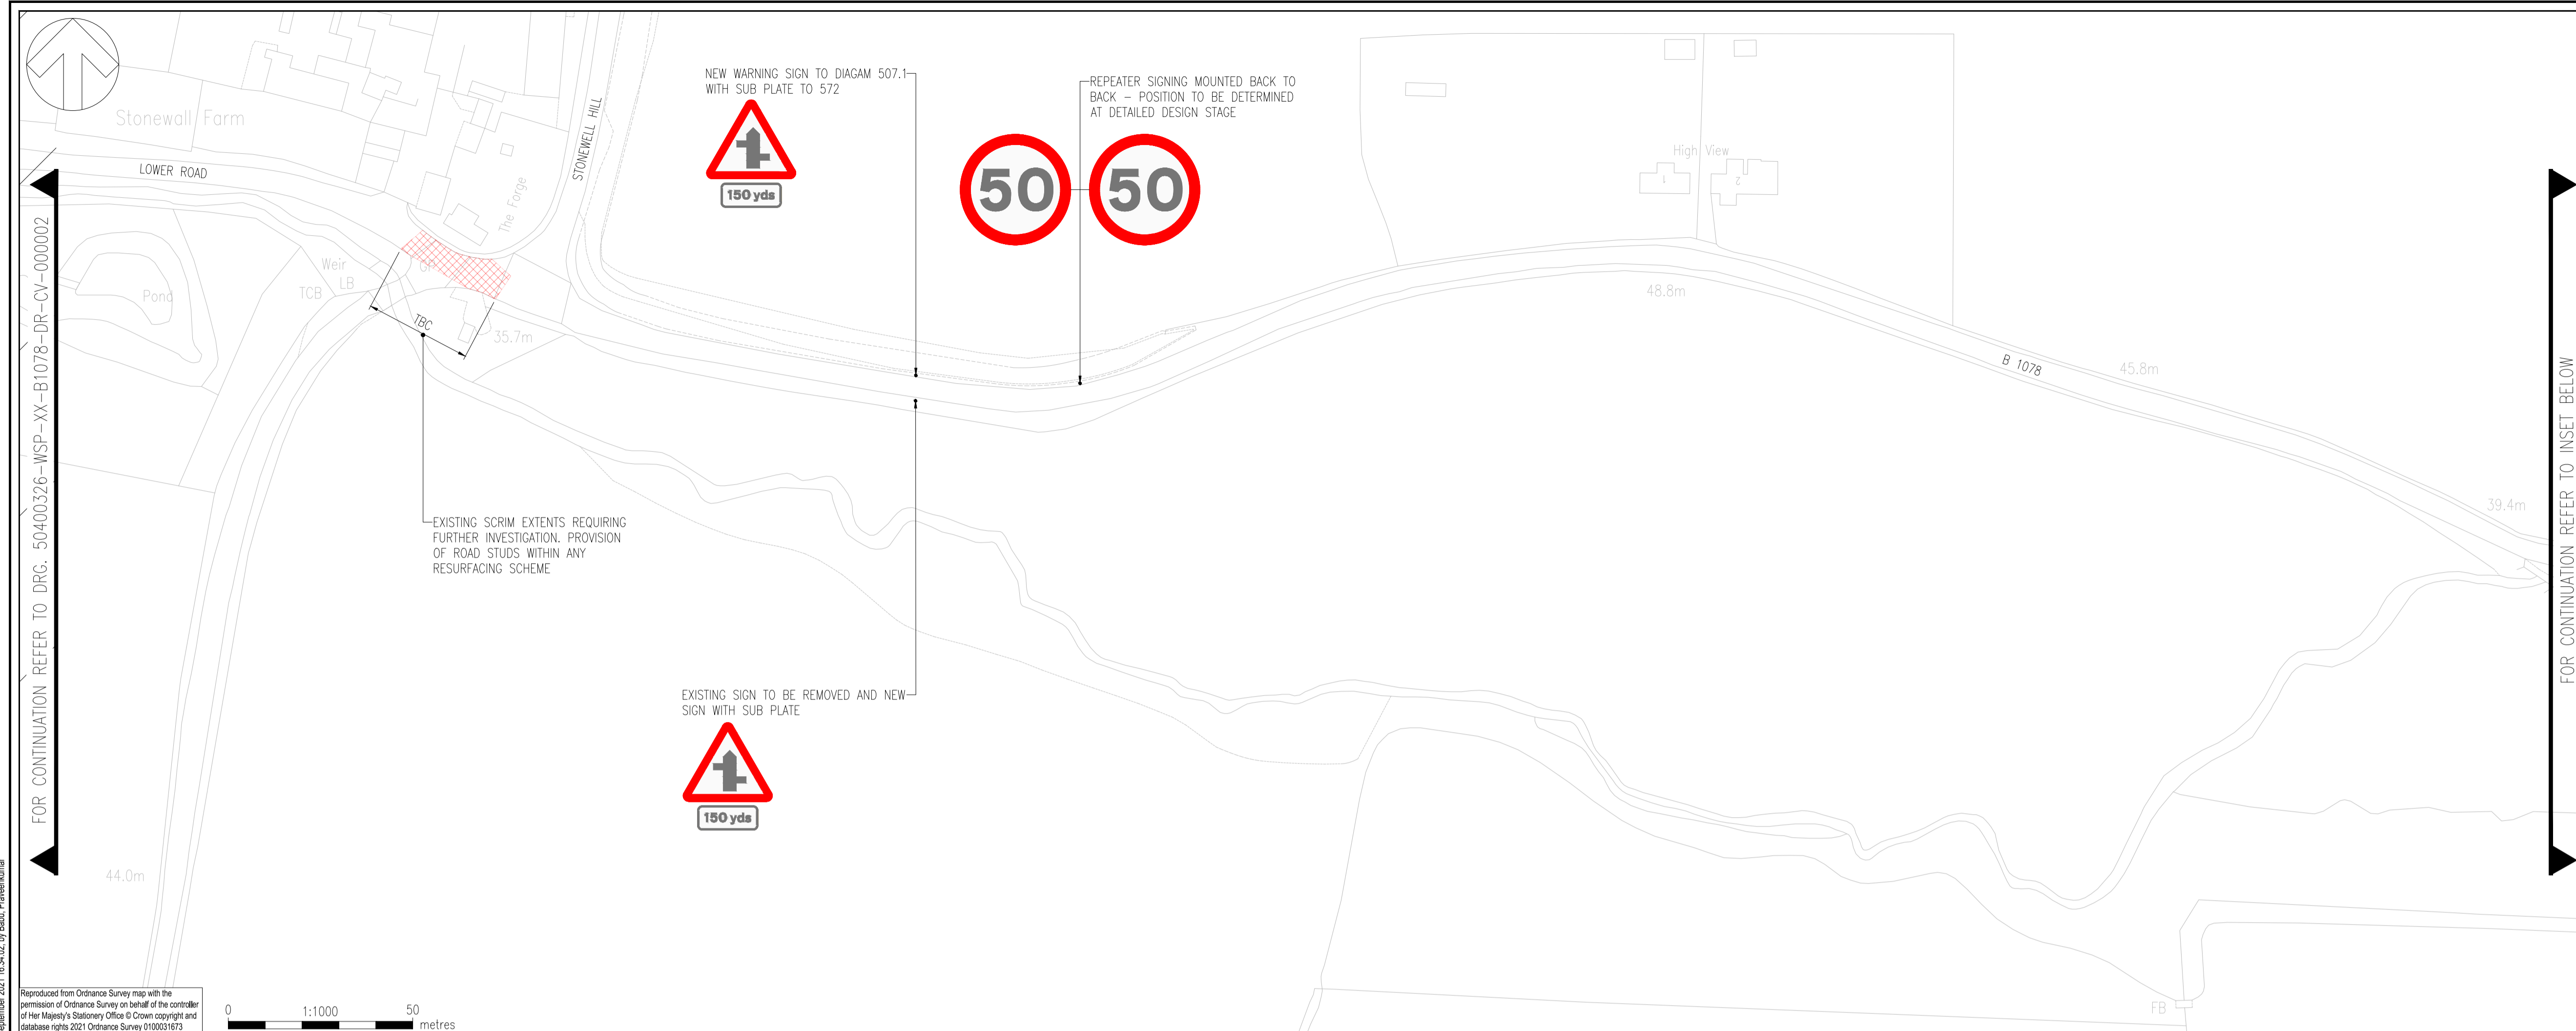 NEW WARNING SIGN TO DIAGAM 507.1
WITH SUB PLATE TO 572
150 yds
REPEATER SIGNING MOUNTED BACK TO
BACK - POSITION TO BE DETERMINED
AT DETAILED DESIGN STAGE
50
50
Stonewall Farm
LOWER ROAD
STONEWELL HILL
The Forge
High View
1
2
Weir
LB
TCB
Pond
TBC
35.7m
48.8m
B 1078
45.8m
39.4m
FOR CONTINUATION REFER TO DRG. 50400326-WSP-XX-B1078-DR-CV-000002
FOR CONTINUATION REFER TO INSET BELOW
EXISTING SCRIM EXTENTS REQUIRING
FURTHER INVESTIGATION. PROVISION
OF ROAD STUDS WITHIN ANY
RESURFACING SCHEME
EXISTING SIGN TO BE REMOVED AND NEW
SIGN WITH SUB PLATE
150 yds
44.0m
FB
Reproduced from Ordnance Survey map with the
permission of Ordnance Survey on behalf of the controller
of Her Majesty's Stationery Office © Crown copyright and
database rights 2021 Ordnance Survey 0100031673
0 1:1000 50
metres